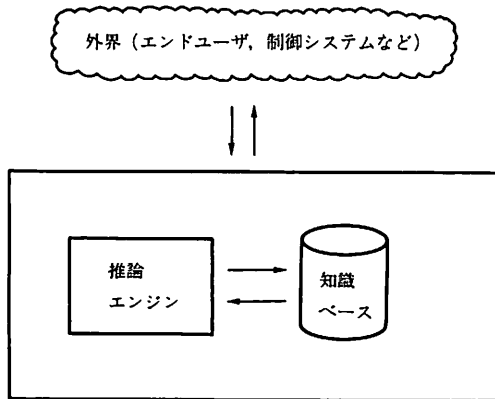 外界（エンドユーザ，制御システムなど）
推論
エンジン
知識
ベース